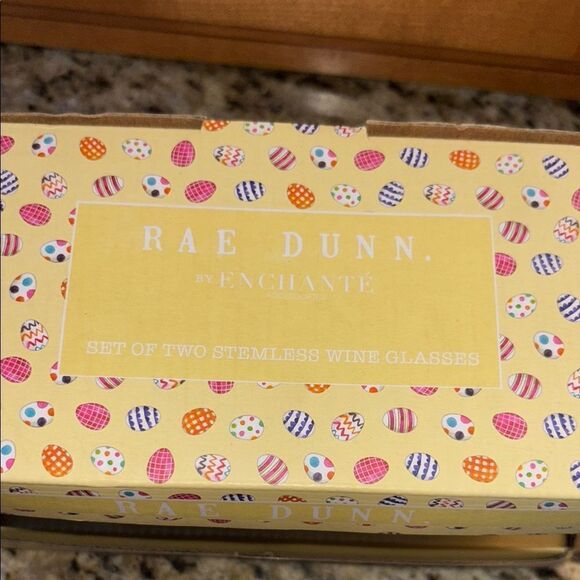 RAE DUNN.
BY ENCHANTÉ
SET OF TWO STEMLESS WINE GLASSES
RAE DUNN.